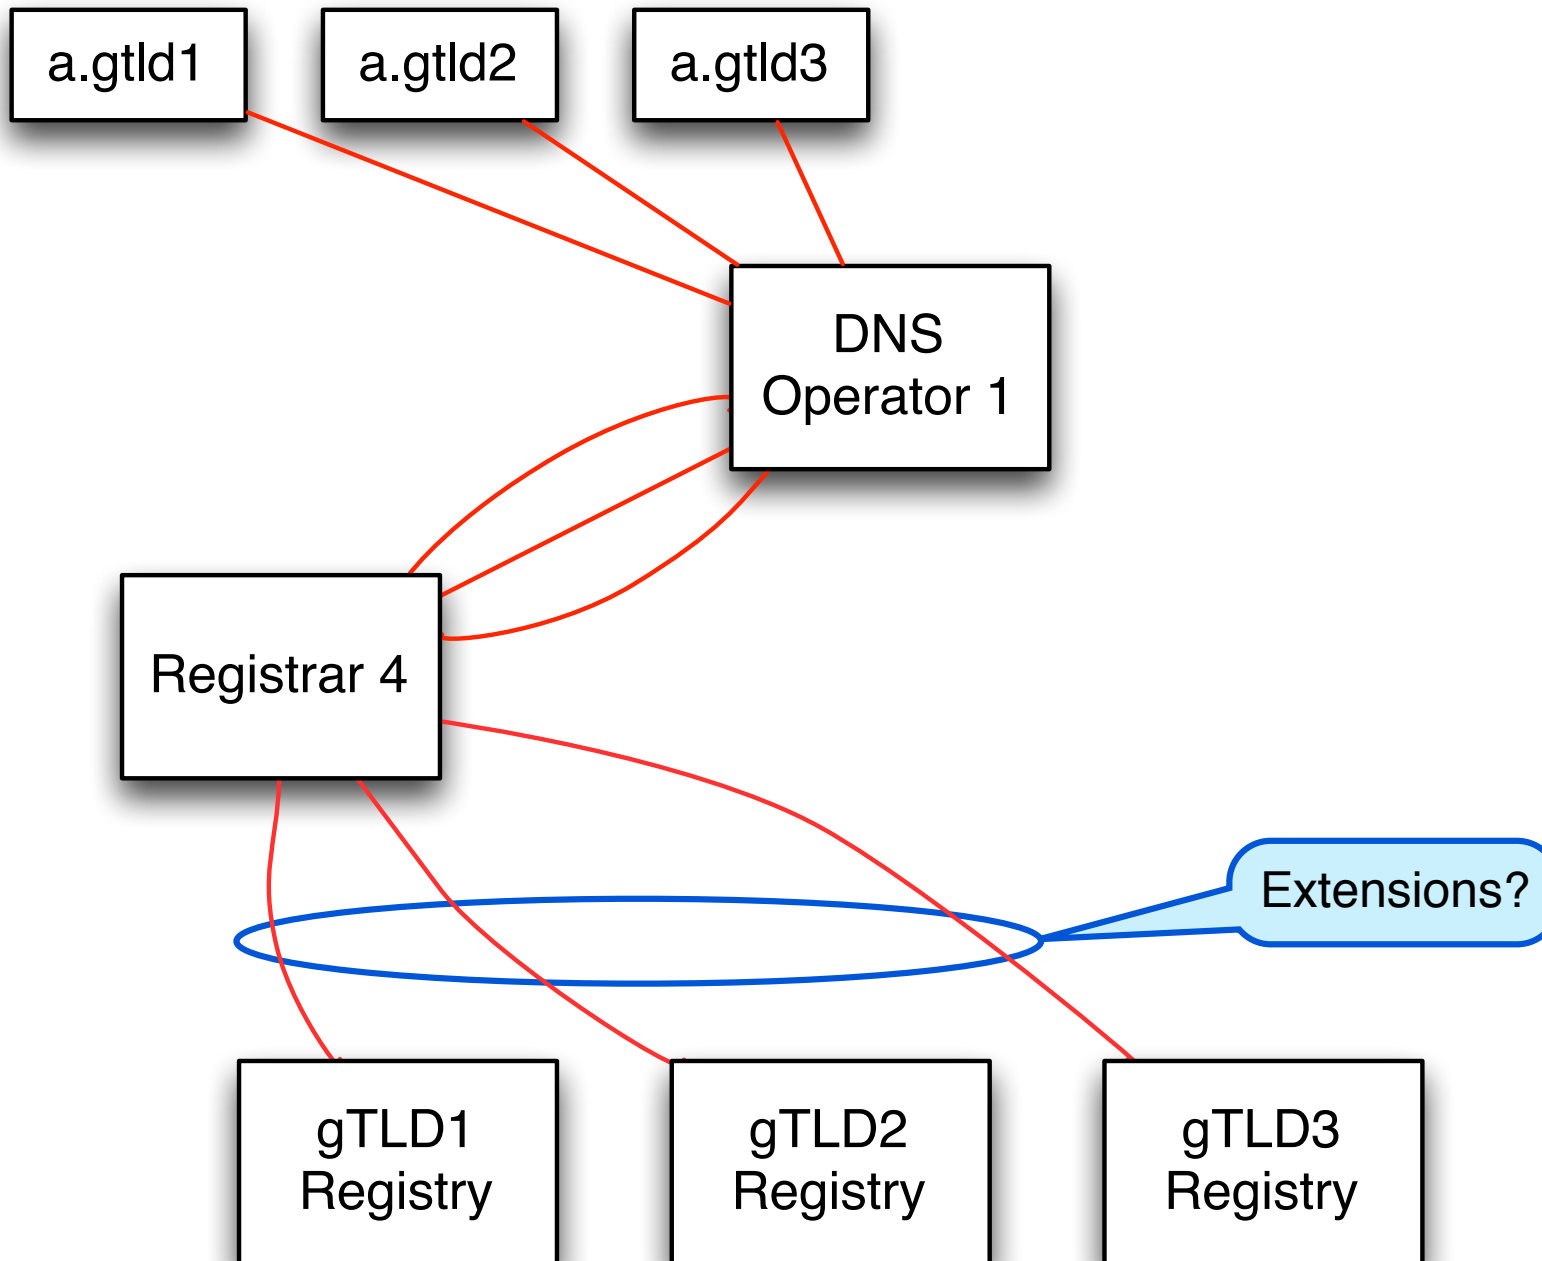 a.gtld1
a.gtld2
a.gtld3
DNS
Operator 1
Registrar 4
Extensions?
gTLD1
Registry
gTLD2
Registry
gTLD3
Registry